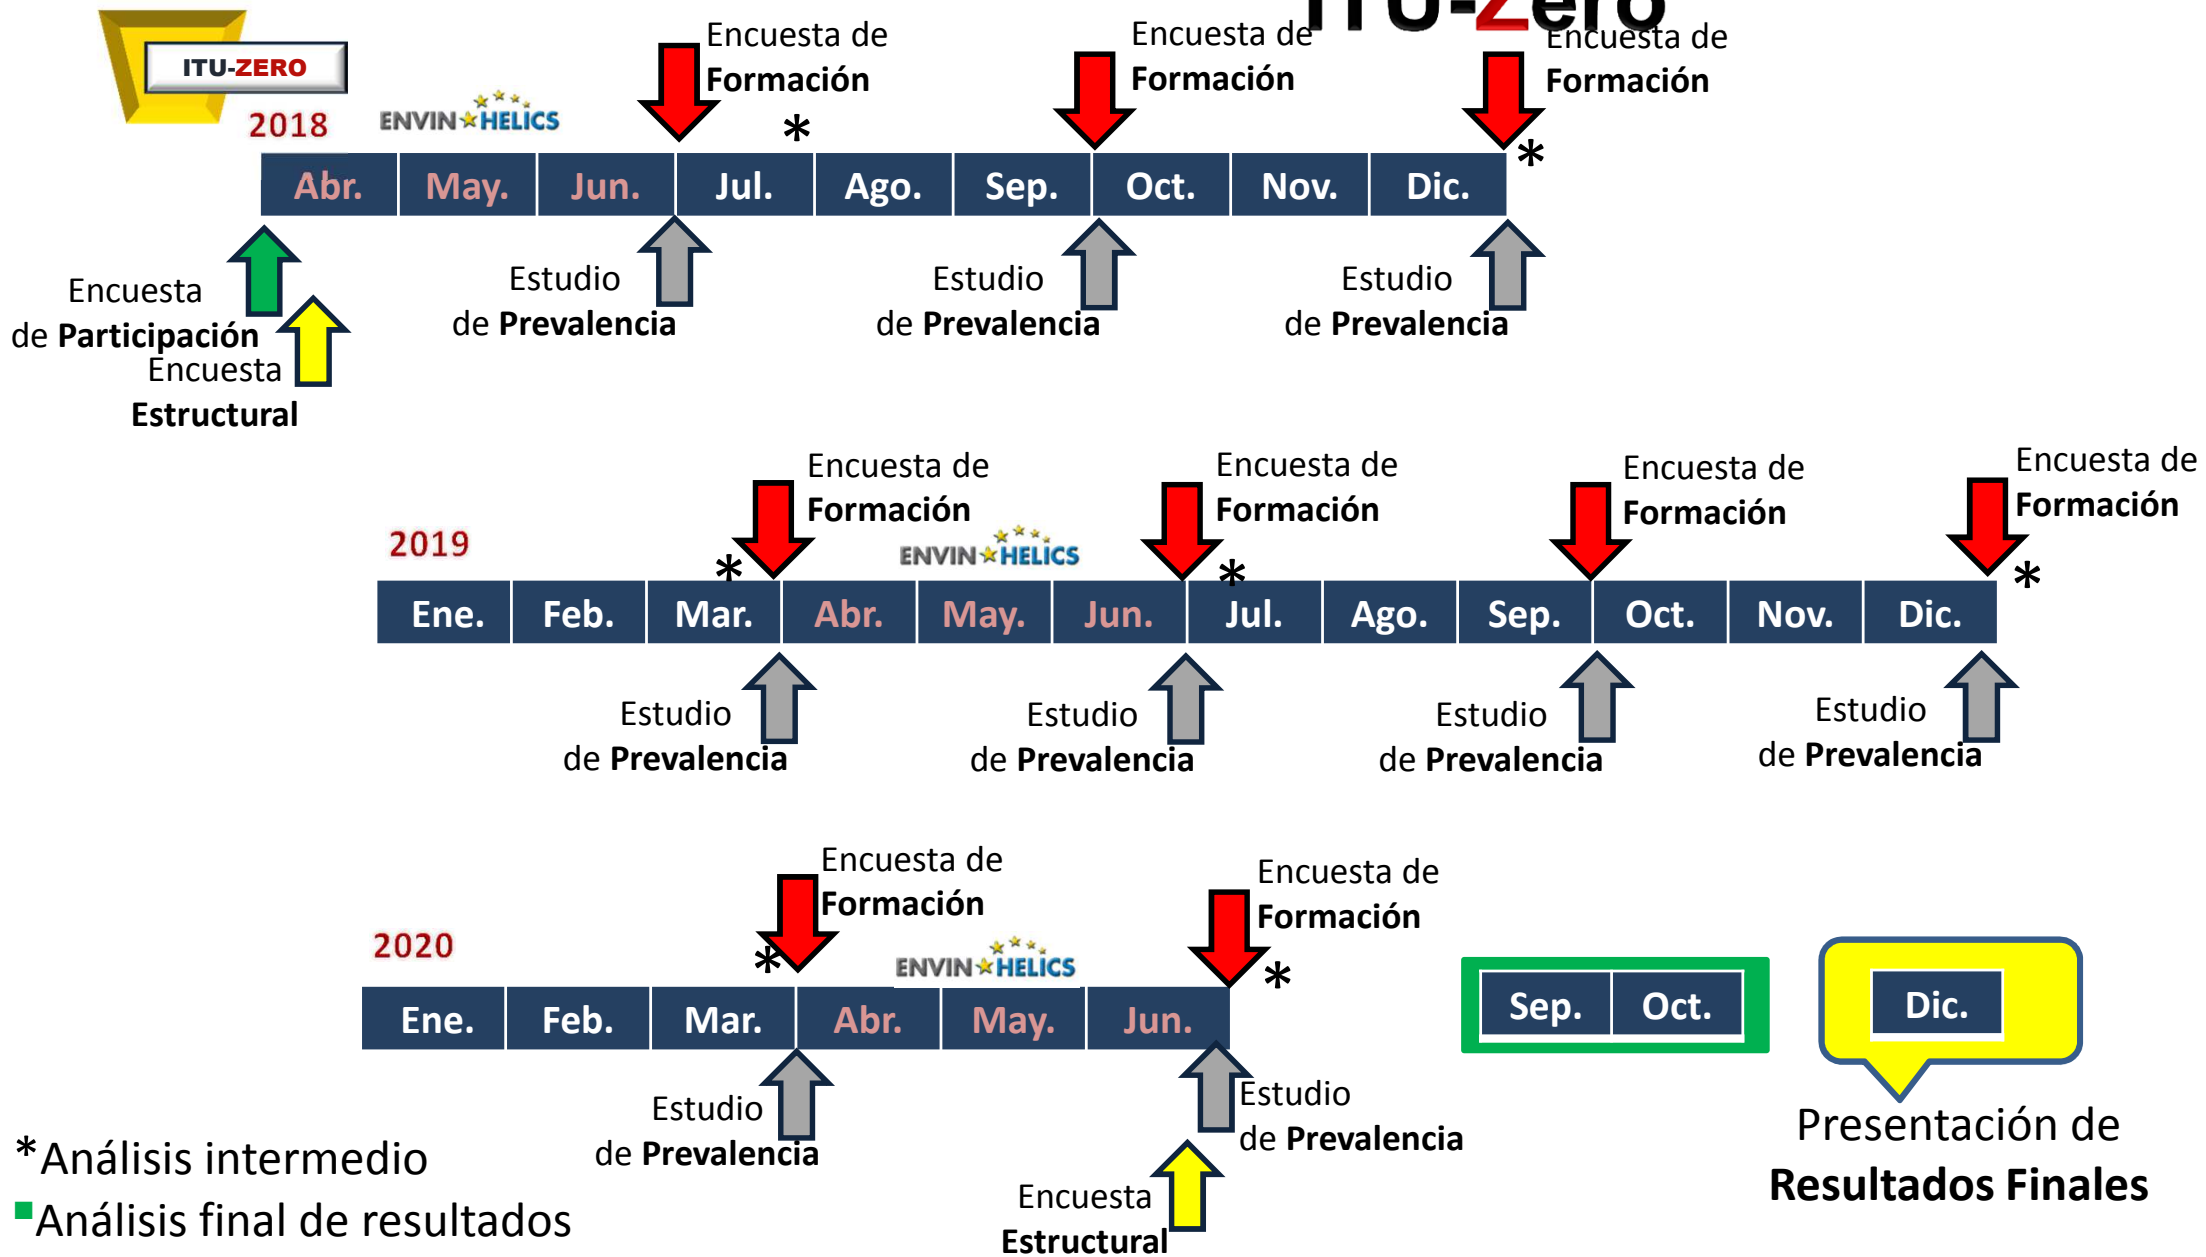 ITU-Zero
ITU-ZERO
2018
ENVIN HELICS
Encuesta de
Formación
*
Encuesta de
Formación
Encuesta de
Formación
*
Abr. May. Jun. Jul. Ago. Sep. Oct. Nov. Dic.
Encuesta
de Participación
Encuesta
Estructural
Estudio
de Prevalencia
Estudio
de Prevalencia
Estudio
de Prevalencia
2019
*
Encuesta de
Formación
ENVIN HELICS
Encuesta de
Formación
*
Encuesta de
Formación
Encuesta de
Formación
*
Ene. Feb. Mar. Abr. May. Jun. Jul. Ago. Sep. Oct. Nov. Dic.
Estudio
de Prevalencia
Estudio
de Prevalencia
Estudio
de Prevalencia
Estudio
de Prevalencia
2020
*
Encuesta de
Formación
ENVIN HELICS
Encuesta de
Formación
*
Ene. Feb. Mar. Abr. May. Jun.
Sep. Oct.
Dic.
Estudio
de Prevalencia
Estudio
de Prevalencia
Encuesta
Estructural
Presentación de
Resultados Finales
*Análisis intermedio
Análisis final de resultados